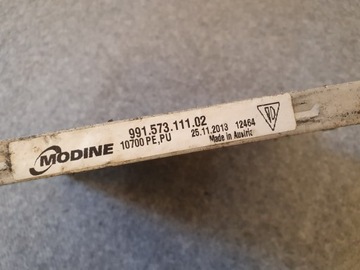 MODINE
991.573.111.02
10700 PE,PU 25.11.2013 12464
Made in Austria